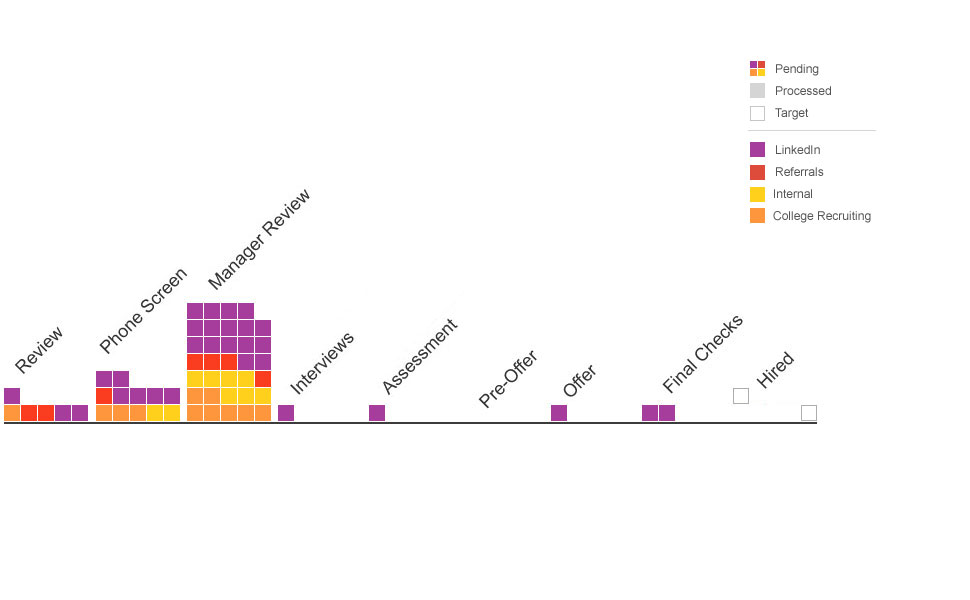 Pending
Processed
Target
LinkedIn
Referrals
Internal
College Recruiting
Review
Phone Screen
Manager Review
Interviews
Assessment
Pre-Offer
Offer
Final Checks
Hired